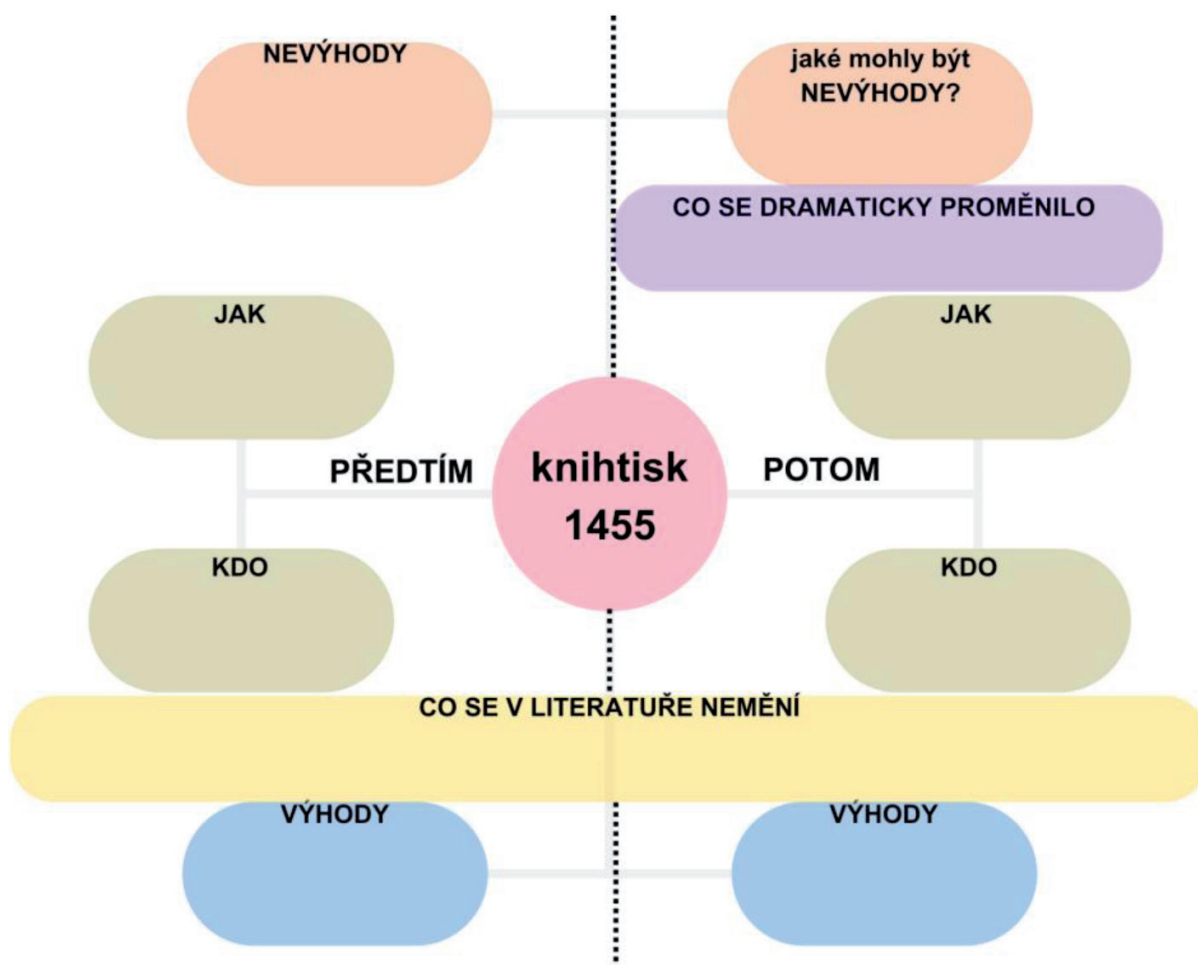 NEVÝHODY
jaké mohly být
NEVÝHODY?
CO SE DRAMATICKY PROMĚNILO
JAK
JAK
PŘEDTÍM
knihtisk
1455
POTOM
KDO
KDO
CO SE V LITERATUŘE NEMĚNÍ
VÝHODY
VÝHODY